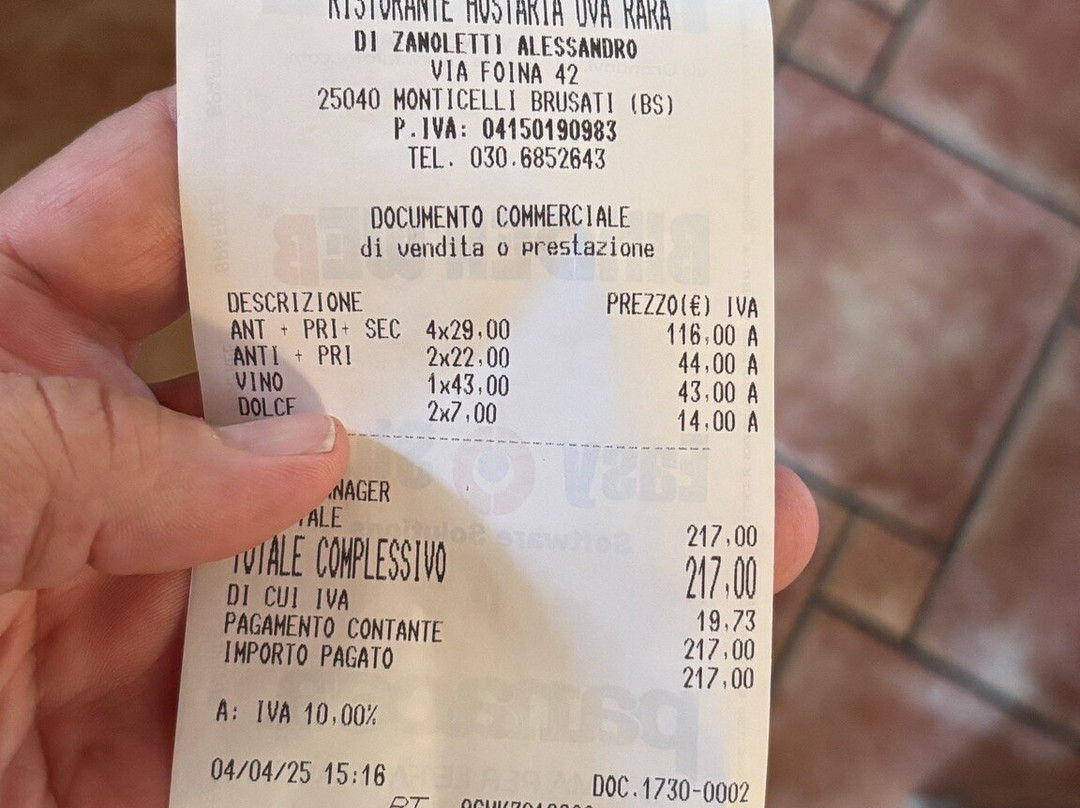 RISTORANTE HOSTARIA UVA RARA
DI ZANOLETTI ALESSANDRO
VIA FOINA 42
25040 MONTICELLI BRUSATI (BS)
P.IVA: 04150190983
TEL. 030.6852643
DOCUMENTO COMMERCIALE
di vendita o prestazione
DESCRIZIONE PREZZO(€) IVA
ANT + PRI+ SEC 4x29,00 116,00 A
ANTI + PRI 2x22,00 44,00 A
VINO 1x43,00 43,00 A
DOLCE 2x7,00 14,00 A
NAGER
TALE 217,00
TOTALE COMPLESSIVO 217,00
DI CUI IVA 19,73
PAGAMENTO CONTANTE 217,00
IMPORTO PAGATO 217,00
A: IVA 10,00%
04/04/25 15:16 DOC.1730-0002
RT